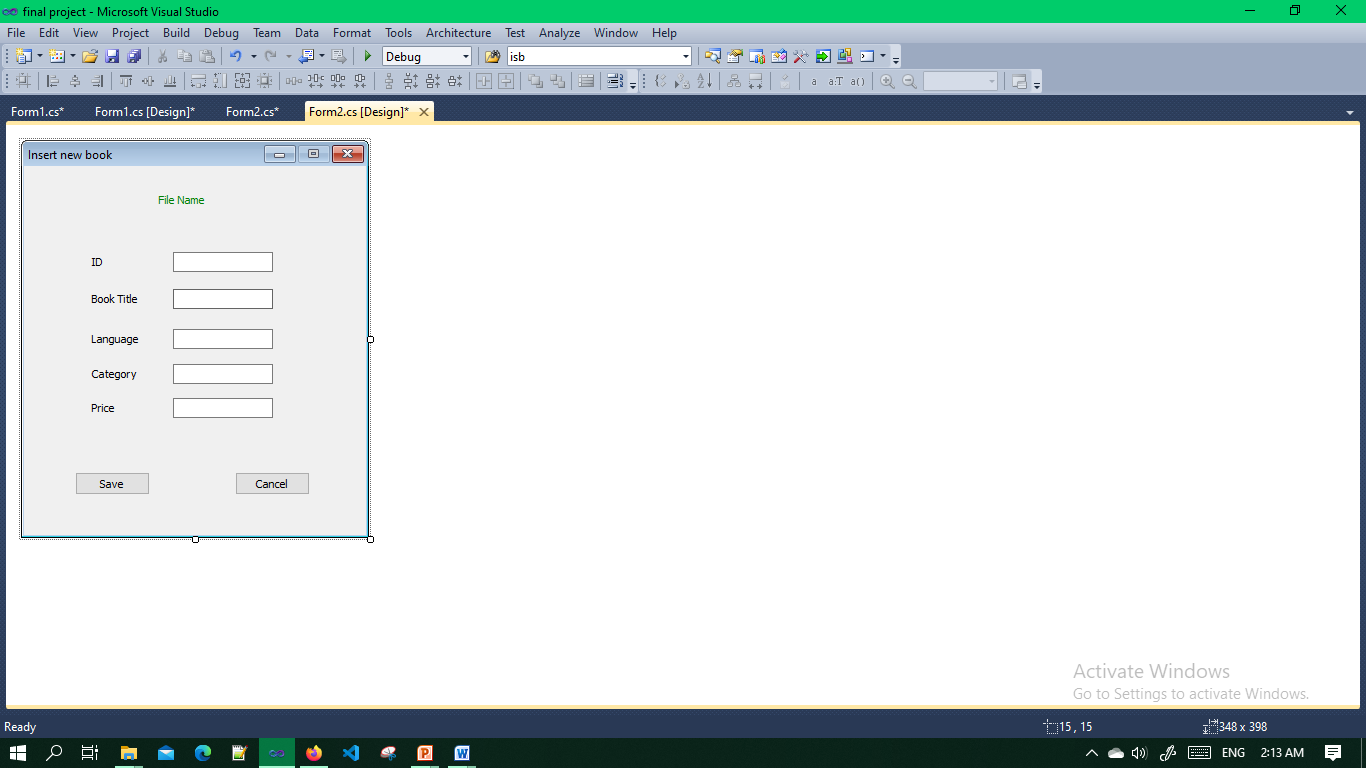 final project - Microsoft Visual Studio
File Edit View Project Build Debug Team Data Format Tools Architecture Test Analyze Window Help
Debug isb
a a:T a()
Form1.cs* Form1.cs [Design]* Form2.cs* Form2.cs [Design]*
Insert new book
File Name
ID
Book Title
Language
Category
Price
Save Cancel
Activate Windows
Go to Settings to activate Windows.
Ready 15 , 15 348 x 398
ENG 2:13 AM